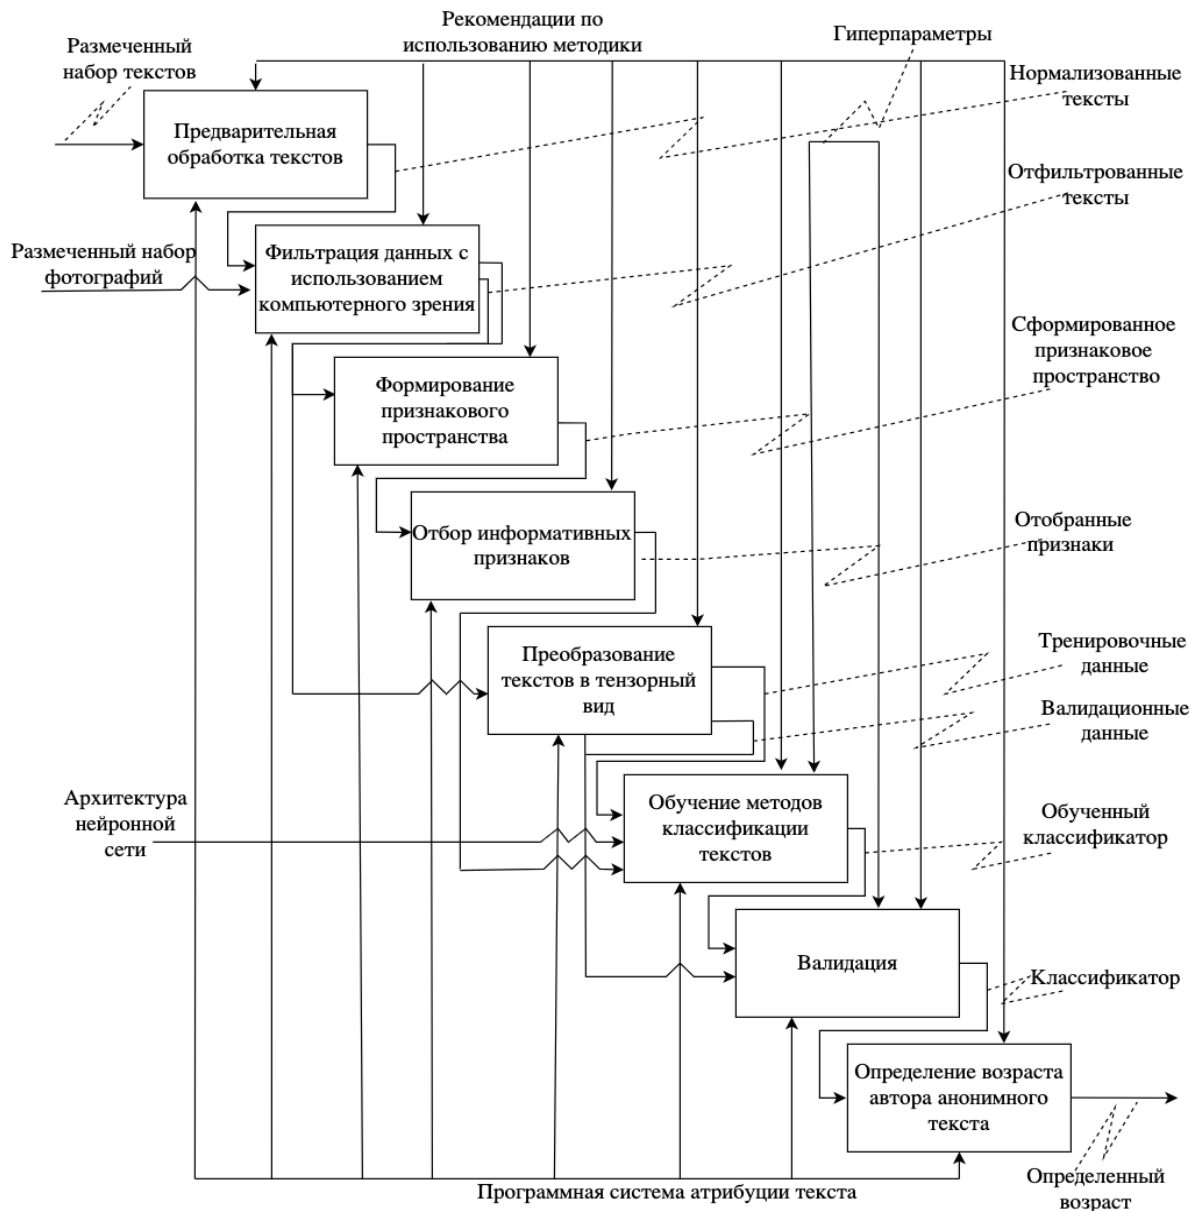 Рекомендации по
использованию методики
Гиперпараметры
Размеченный
набор текстов
Нормализованные
тексты
Предварительная
обработка текстов
Отфильтрованные
тексты
Размеченный набор
фотографий
Фильтрация данных с
использованием
компьютерного зрения
Сформированное
признаковое
пространство
Формирование
признакового
пространства
Отбор информативных
признаков
Отобранные
признаки
Преобразование
текстов в тензорный
вид
Тренировочные
данные
Валидационные
данные
Архитектура
нейронной
сети
Обучение методов
классификации
текстов
Обученный
классификатор
Валидация
Классификатор
Определение возраста
автора анонимного
текста
Определенный
возраст
Программная система атрибуции текста